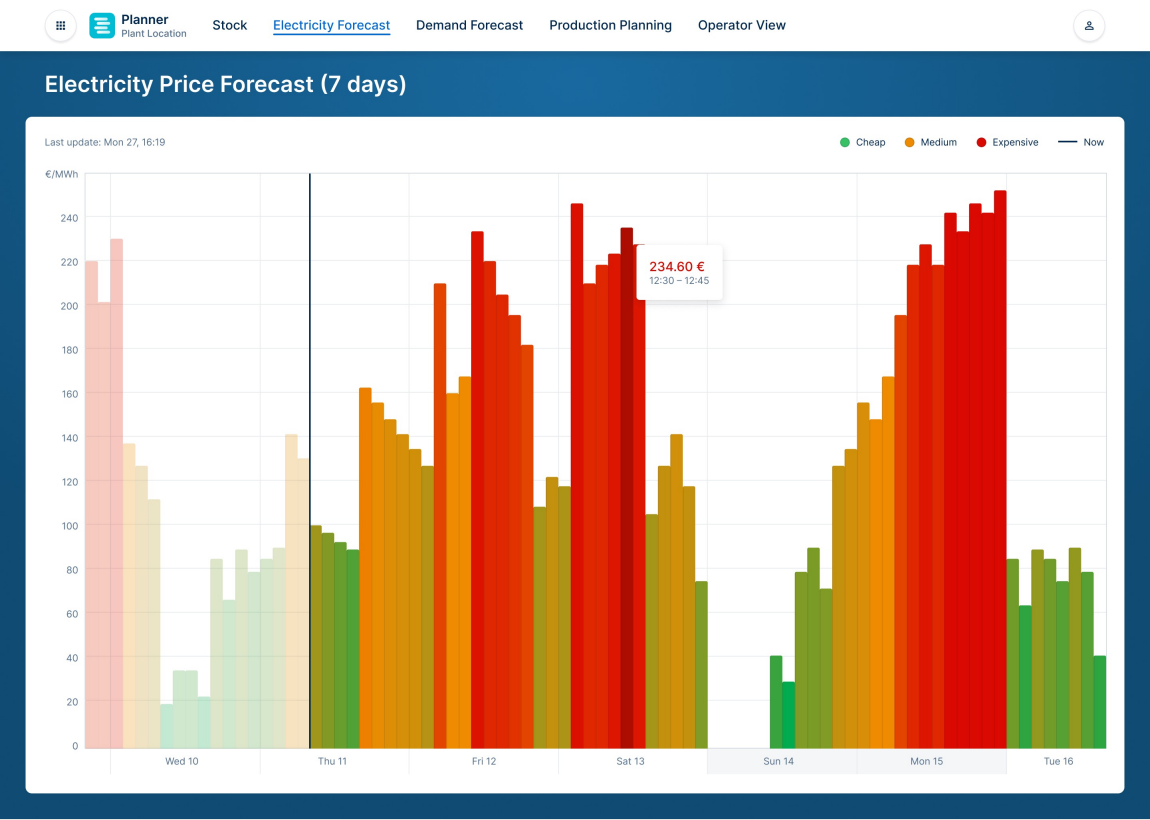 Planner
Plant Location
Stock
Electricity Forecast
Demand Forecast
Production Planning
Operator View
Electricity Price Forecast (7 days)
Last update: Mon 27, 16:19
Cheap
Medium
Expensive
Now
€/MWh
240
220
200
180
160
140
120
100
80
60
40
20
0
234.60 €
12:30 – 12:45
Wed 10
Thu 11
Fri 12
Sat 13
Sun 14
Mon 15
Tue 16